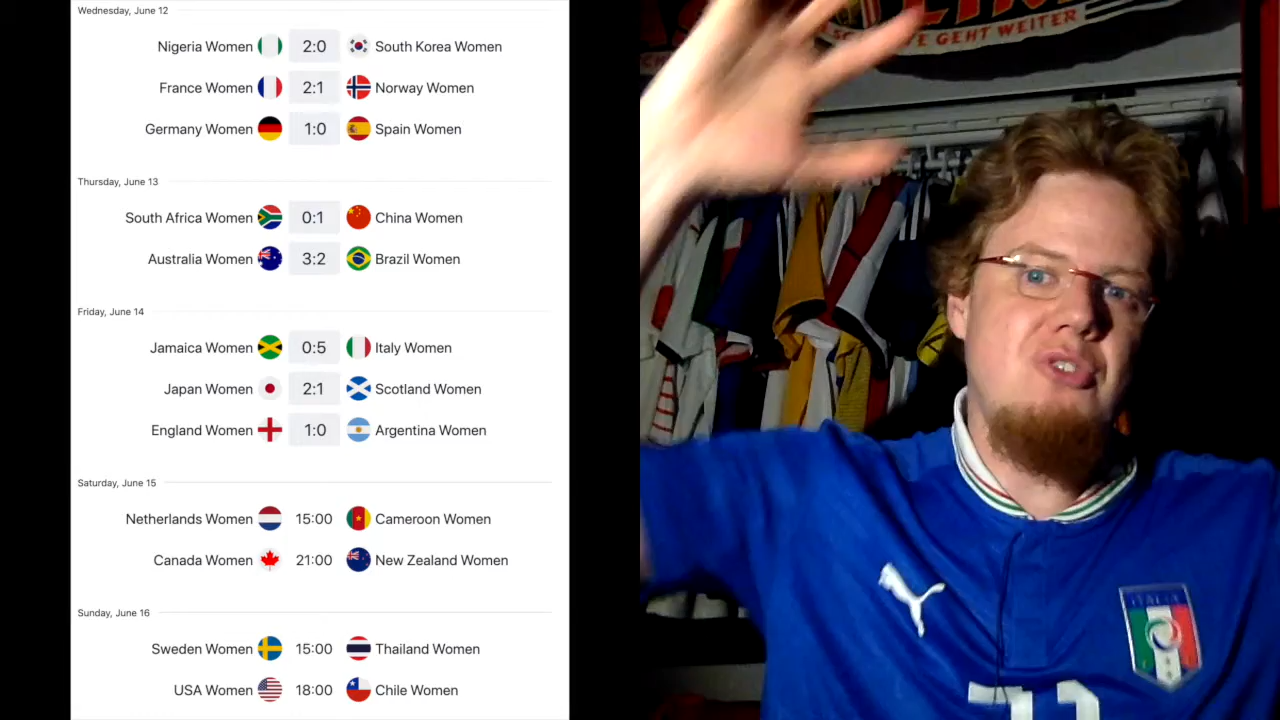 Wednesday, June 12
Nigeria Women 2:0 South Korea Women
France Women 2:1 Norway Women
Germany Women 1:0 Spain Women
Thursday, June 13
South Africa Women 0:1 China Women
Australia Women 3:2 Brazil Women
Friday, June 14
Jamaica Women 0:5 Italy Women
Japan Women 2:1 Scotland Women
England Women 1:0 Argentina Women
Saturday, June 15
Netherlands Women 15:00 Cameroon Women
Canada Women 21:00 New Zealand Women
Sunday, June 16
Sweden Women 15:00 Thailand Women
USA Women 18:00 Chile Women
GEHT WEITER
ITALIA